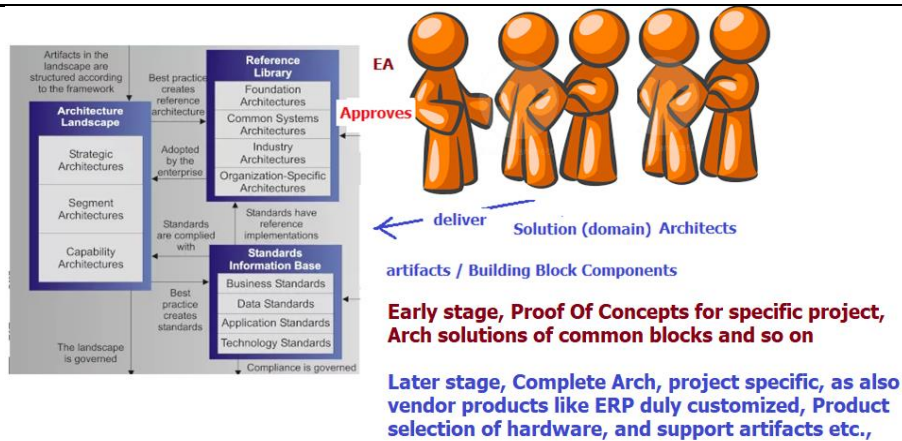 Artifacts in the
landscape are
structured according
to the framework
Best practice
creates
reference
architecture
Architecture
Landscape
Strategic
Architectures
Segment
Architectures
Capability
Architectures
Reference
Library
Foundation
Architectures
Common Systems
Architectures
Industry
Architectures
Organization-Specific
Architectures
Adopted
by the
enterprise
Standards
are complied
with
Standards have
reference
implementations
Standards
Information Base
Business Standards
Data Standards
Application Standards
Technology Standards
Best
practice
creates
standards
The landscape
is governed
Compliance is governed
EA
Approves
deliver
Solution (domain) Architects
artifacts / Building Block Components
Early stage, Proof Of Concepts for specific project,
Arch solutions of common blocks and so on
Later stage, Complete Arch, project specific, as also
vendor products like ERP duly customized, Product
selection of hardware, and support artifacts etc.,